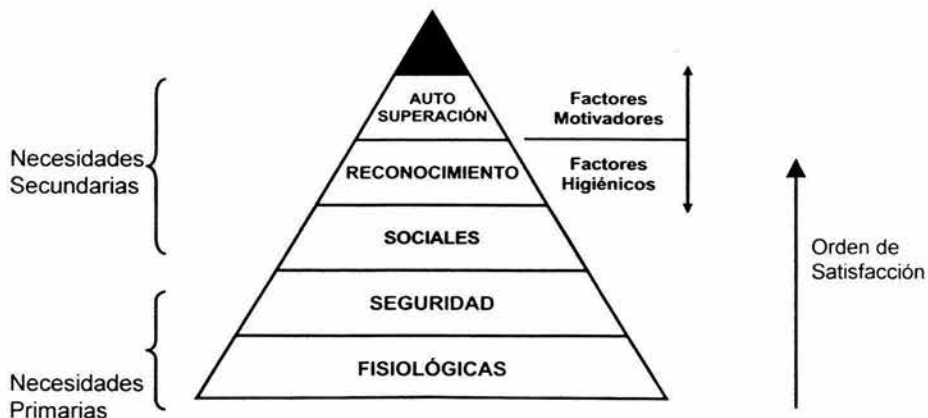 AUTO
SUPERACIÓN
Factores
Motivadores
Necesidades
Secundarias
RECONOCIMIENTO
Factores
Higiénicos
SOCIALES
Orden de
Satisfacción
SEGURIDAD
FISIOLÓGICAS
Necesidades
Primarias